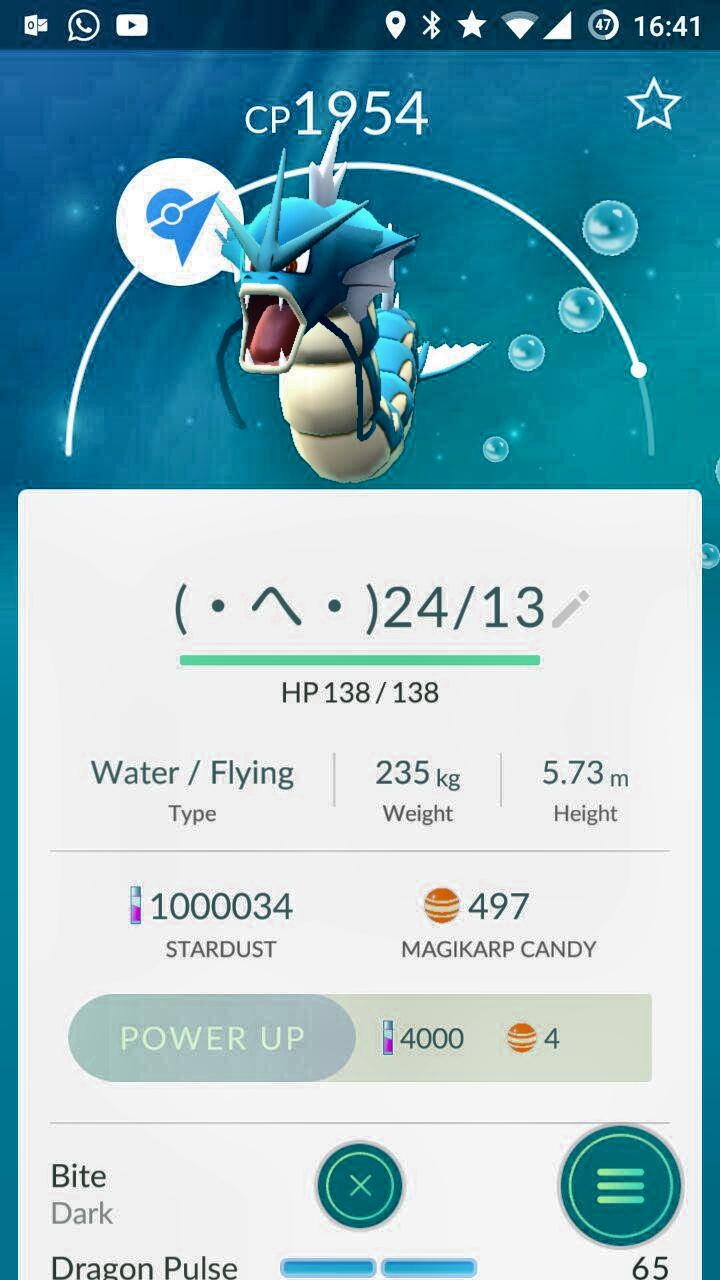 47 16:41
CP1954
(・へ・)24/13
HP 138 / 138
Water / Flying 235 kg 5.73 m
Type Weight Height
1000034 497
STARDUST MAGIKARP CANDY
POWER UP 4000 4
Bite
Dark
Dragon Pulse 65